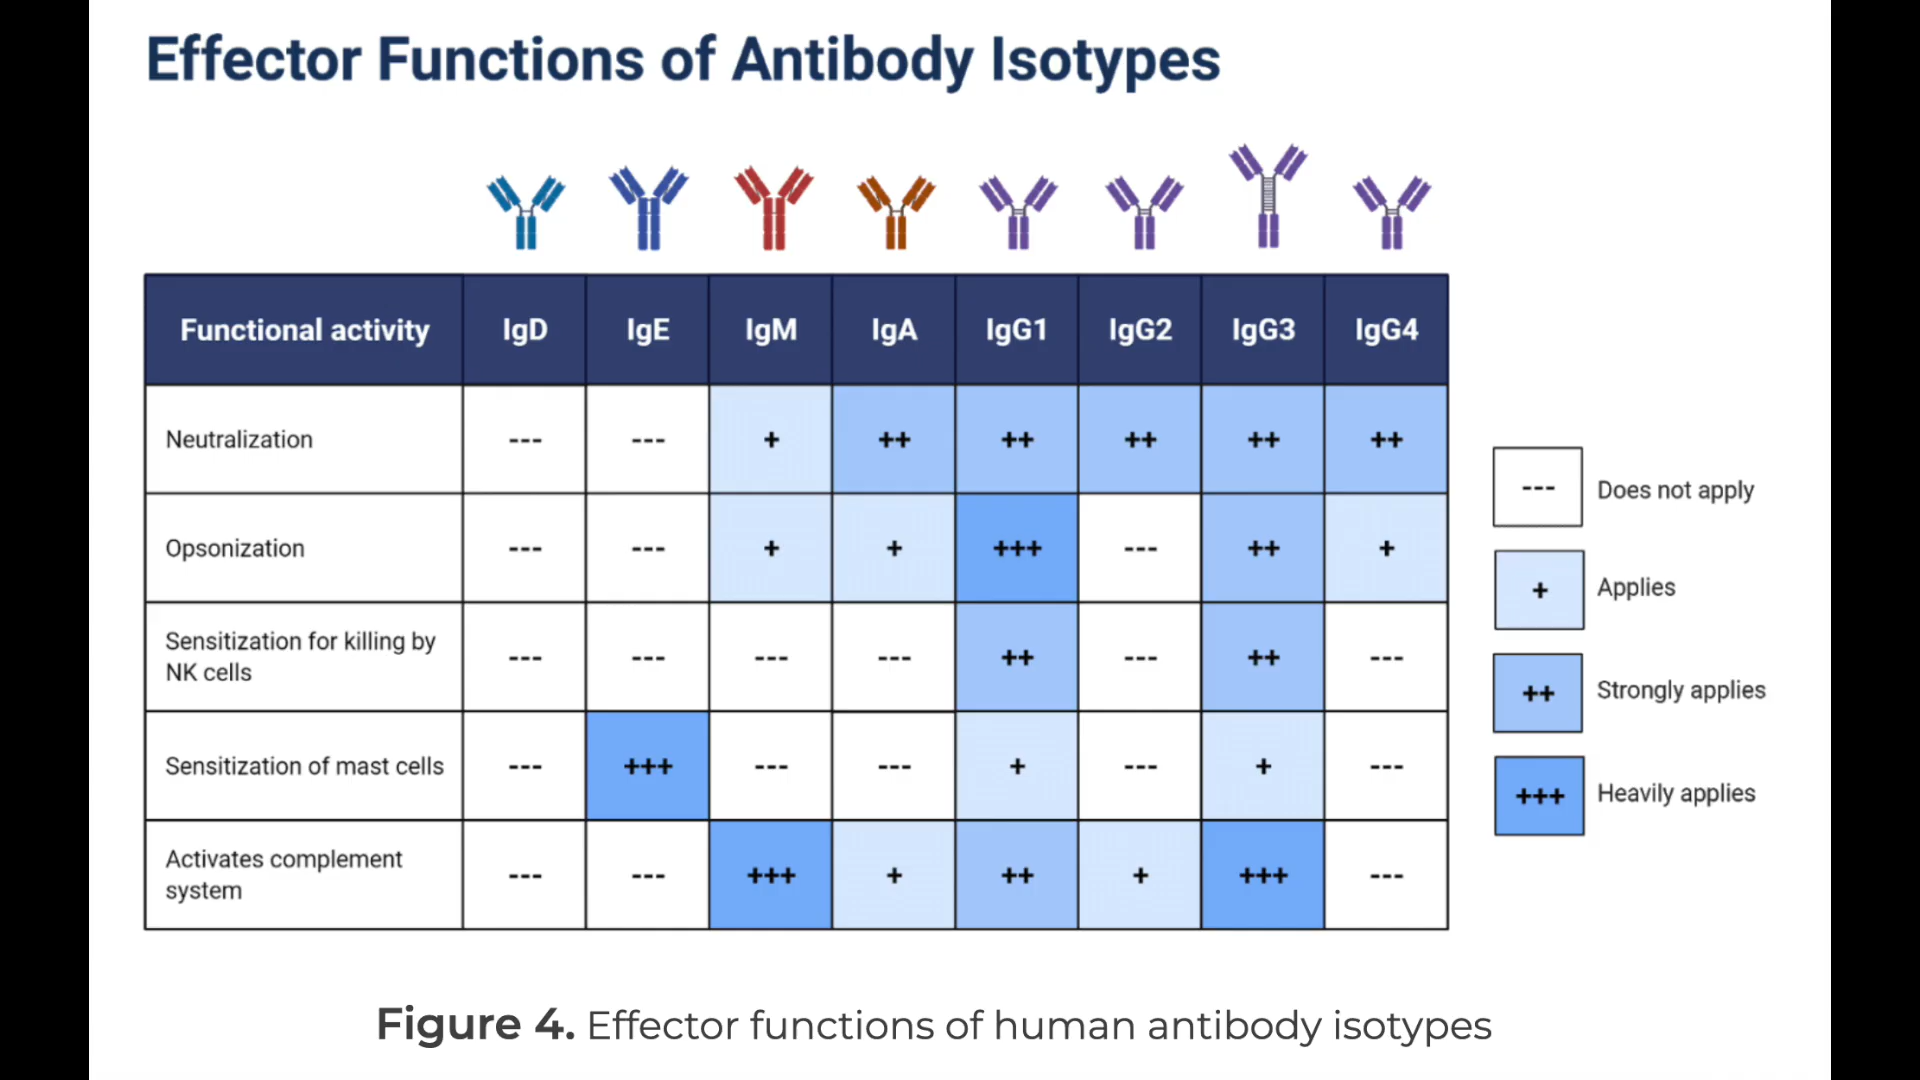 Effector Functions of Antibody Isotypes
Functional activity IgD IgE IgM IgA IgG1 IgG2 IgG3 IgG4
Neutralization --- --- + ++ ++ ++ ++ ++
Opsonization --- --- + + +++ --- ++ +
Sensitization for killing by
NK cells --- --- --- --- ++ --- ++ ---
Sensitization of mast cells --- +++ --- --- + --- + ---
Activates complement
system --- --- +++ + ++ + +++ ---
--- Does not apply
+ Applies
++ Strongly applies
+++ Heavily applies
Figure 4. Effector functions of human antibody isotypes